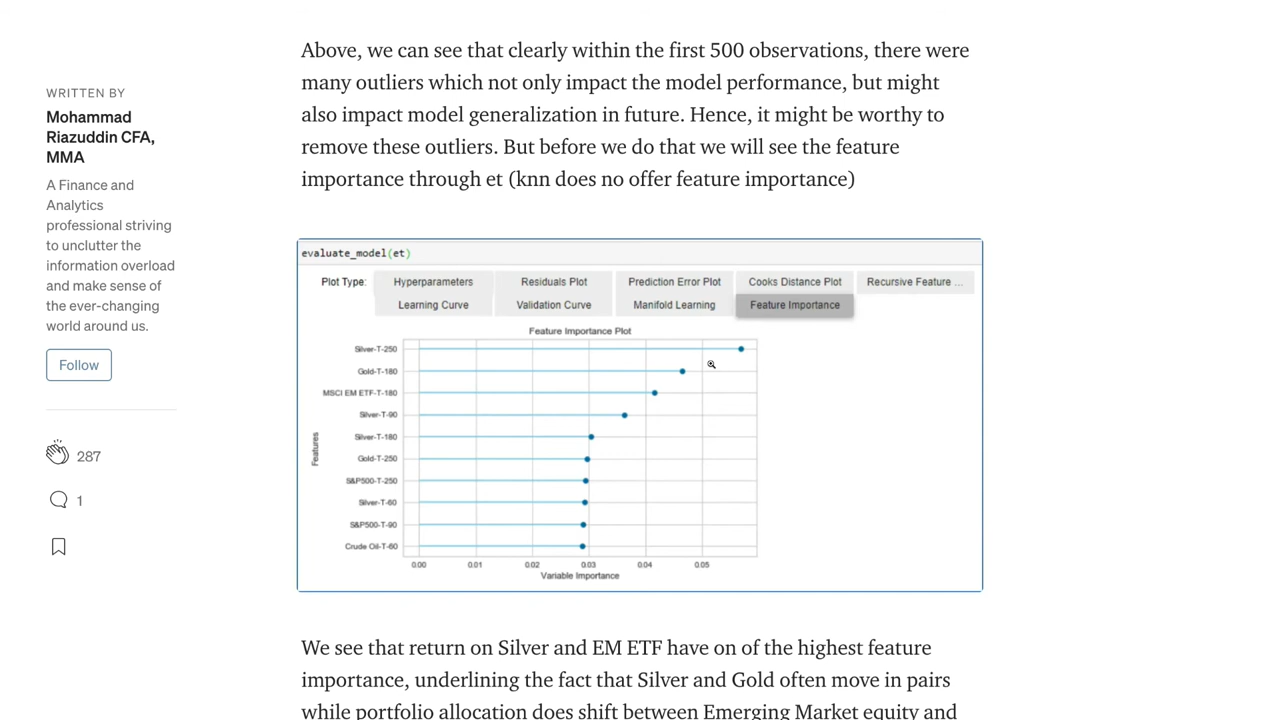 Above, we can see that clearly within the first 500 observations, there were
many outliers which not only impact the model performance, but might
also impact model generalization in future. Hence, it might be worthy to
remove these outliers. But before we do that we will see the feature
importance through et (knn does no offer feature importance)
WRITTEN BY
Mohammad
Riazuddin CFA,
MMA
A Finance and
Analytics
professional striving
to unclutter the
information overload
and make sense of
the ever-changing
world around us.
Follow
287
1
evaluate_model(et)
Plot Type: Hyperparameters Residuals Plot Prediction Error Plot Cooks Distance Plot Recursive Feature ...
Learning Curve Validation Curve Manifold Learning Feature Importance
Feature Importance Plot
Features
Silver-T-250
Gold-T-180
MSCI EM ETF-T-180
Silver-T-90
Silver-T-180
Gold-T-250
S&P500-T-250
Silver-T-60
S&P500-T-90
Crude Oil-T-60
0.00 0.01 0.02 0.03 0.04 0.05
Variable Importance
We see that return on Silver and EM ETF have on of the highest feature
importance, underlining the fact that Silver and Gold often move in pairs
while portfolio allocation does shift between Emerging Market equity and